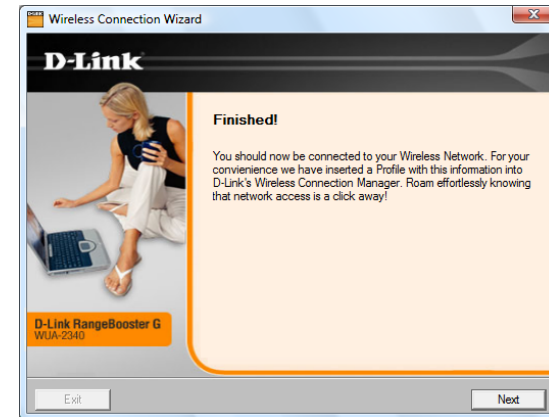 Wireless Connection Wizard
D-Link
Finished!
You should now be connected to your Wireless Network. For your
convienience we have inserted a Profile with this information into
D-Link's Wireless Connection Manager. Roam effortlessly knowing
that network access is a click away!
D-Link RangeBooster G
WUA-2340
Exit
Next